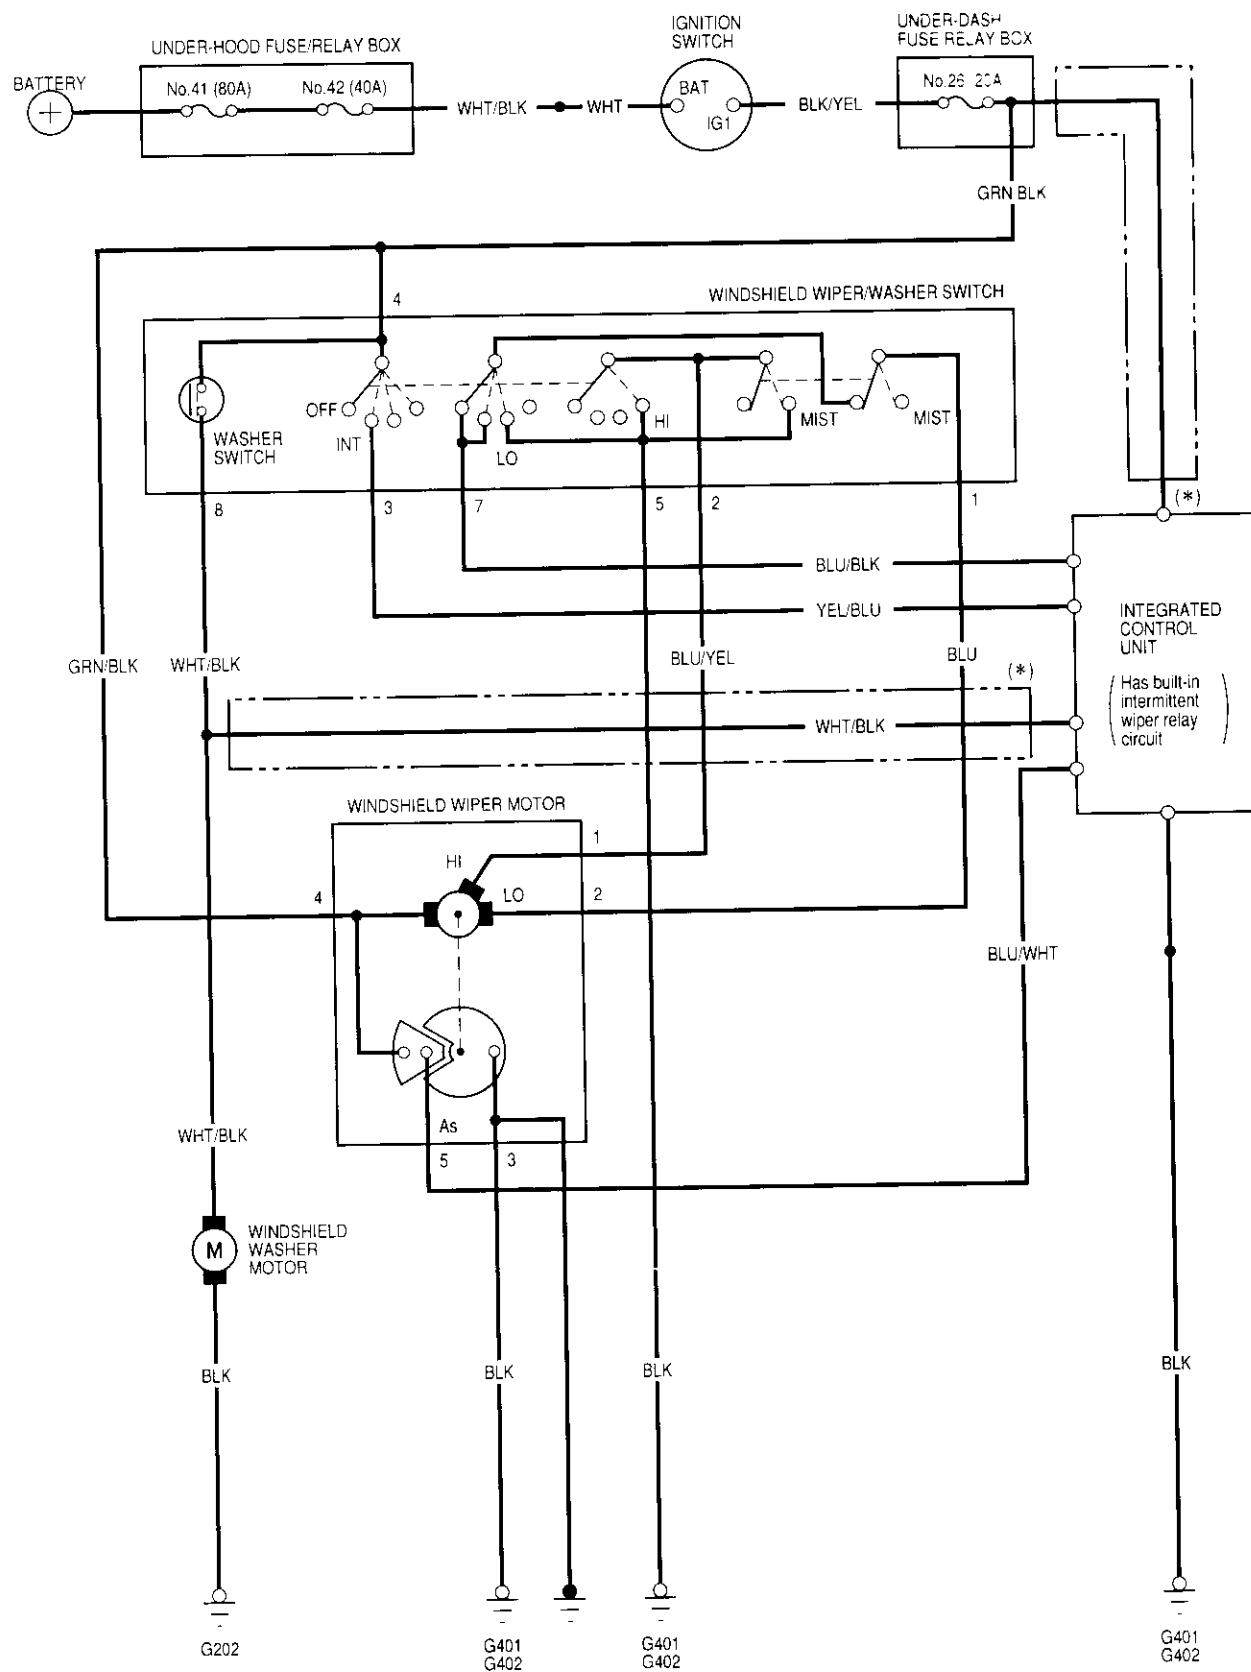 IGNITION
SWITCH
UNDER-DASH
FUSE RELAY BOX
UNDER-HOOD FUSE/RELAY BOX
BATTERY
No.41 (80A)
No.42 (40A)
WHT/BLK
WHT
BAT
IG1
BLK/YEL
No.26 20A
GRN BLK
WINDSHIELD WIPER/WASHER SWITCH
4
OFF
INT
WASHER
SWITCH
LO
HI
MIST
MIST
8
3
7
5
2
1
(*)
BLU/BLK
YEL/BLU
INTEGRATED
CONTROL
UNIT
(Has built-in
intermittent
wiper relay
circuit)
GRN/BLK
WHT/BLK
BLU/YEL
BLU
(*)
WHT/BLK
WINDSHIELD WIPER MOTOR
1
HI
LO
2
4
BLU/WHT
As
5
3
WHT/BLK
M
WINDSHIELD
WASHER
MOTOR
BLK
BLK
BLK
BLK
G202
G401
G402
G401
G402
G401
G402